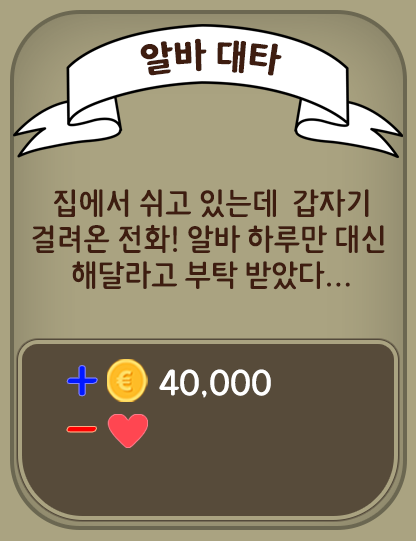 알바 대타
집에서 쉬고 있는데 갑자기
걸려온 전화! 알바 하루만 대신
해달라고 부탁 받았다...
+ € 40,000
−